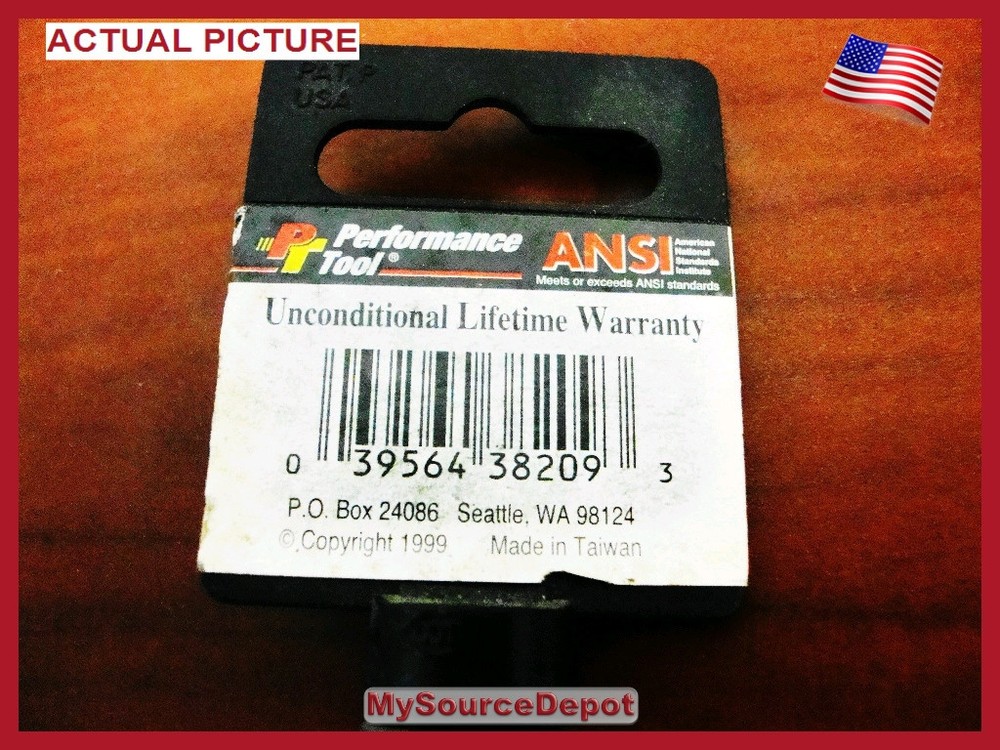 ACTUAL PICTURE
PAT. P
USA
PT Performance
Tool®
ANSI
American
National
Standards
Institute
Meets or exceeds ANSI standards
Unconditional Lifetime Warranty
0 39564 38209 3
P.O. Box 24086 Seattle, WA 98124
© Copyright 1999 Made in Taiwan
MySourceDepot